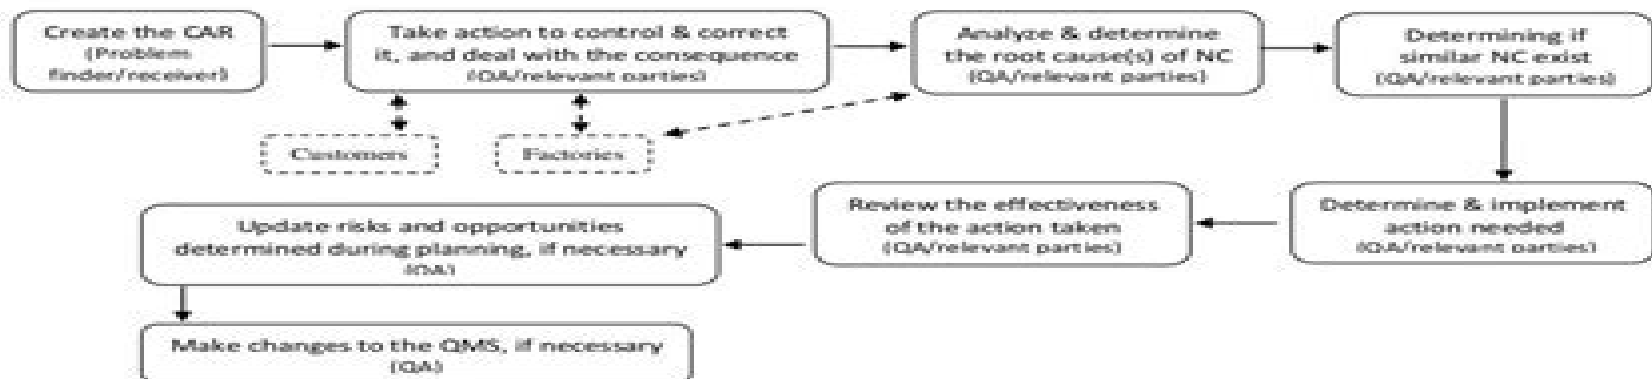 Create the CAR
(Problem
finder/receiver)
Take action to control & correct
it, and deal with the consequence
(QA/relevant parties)
Analyze & determine
the root cause(s) of NC
(QA/relevant parties)
Determining if
similar NC exist
(QA/relevant parties)
Customers
Factories
Determine & implement
action needed
(QA/relevant parties)
Review the effectiveness
of the action taken
(QA/relevant parties)
Update risks and opportunities
determined during planning, if necessary
(QA)
Make changes to the QMS, if necessary
(QA)